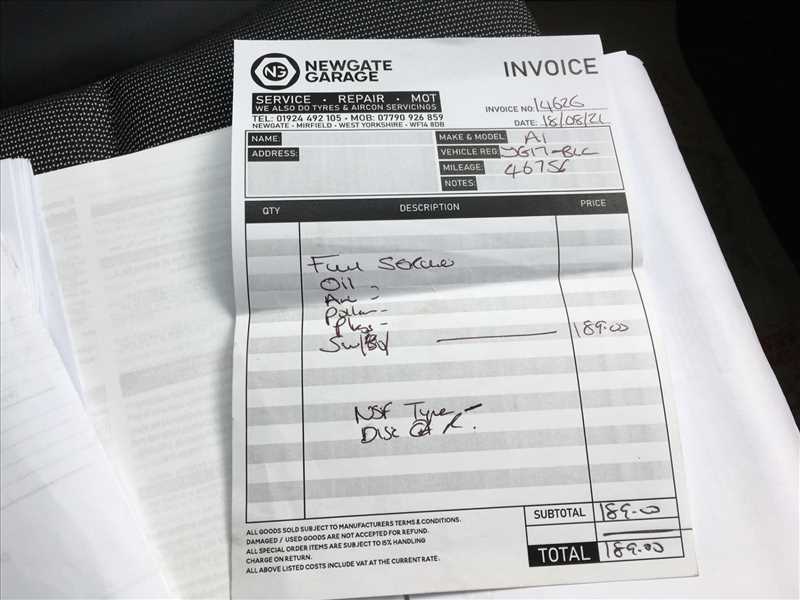 NG NEWGATE
GARAGE
INVOICE
SERVICE · REPAIR · MOT
WE ALSO DO TYRES & AIRCON SERVICINGS
TEL: 01924 492 105 · MOB: 07790 926 859
NEWGATE · MIRFIELD · WEST YORKSHIRE · WF14 8DB
INVOICE NO: 14626
DATE: 18/08/21
NAME:
ADDRESS:
MAKE & MODEL: A1
VEHICLE REG:
MILEAGE: 46756
NOTES:
QTY DESCRIPTION PRICE
Full Service
Oil -
Air -
Pollen -
Plugs -
189.00
NSF Tyre -
Disc
SUBTOTAL 189.00
TOTAL 189.00
ALL GOODS SOLD SUBJECT TO MANUFACTURERS TERMS & CONDITIONS.
DAMAGED / USED GOODS ARE NOT ACCEPTED FOR REFUND.
ALL SPECIAL ORDER ITEMS ARE SUBJECT TO 15% HANDLING
CHARGE ON RETURN.
ALL ABOVE LISTED COSTS INCLUDE VAT AT THE CURRENT RATE.